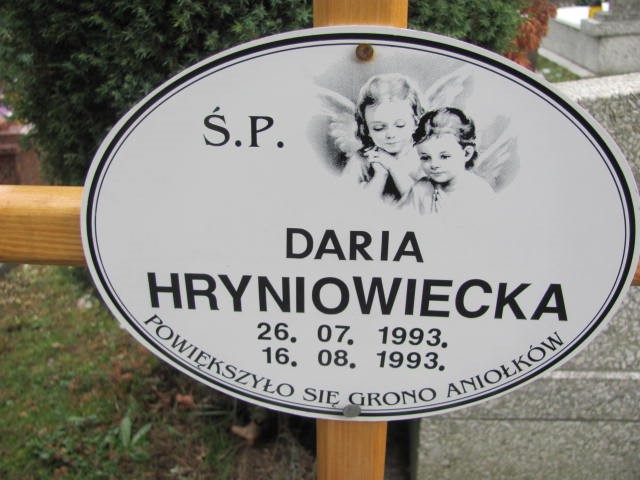 Ś.P.
DARIA
HRYNIOWIECKA
26. 07. 1993.
16. 08. 1993.
POWIĘKSZYŁO SIĘ GRONO ANIOŁKÓW